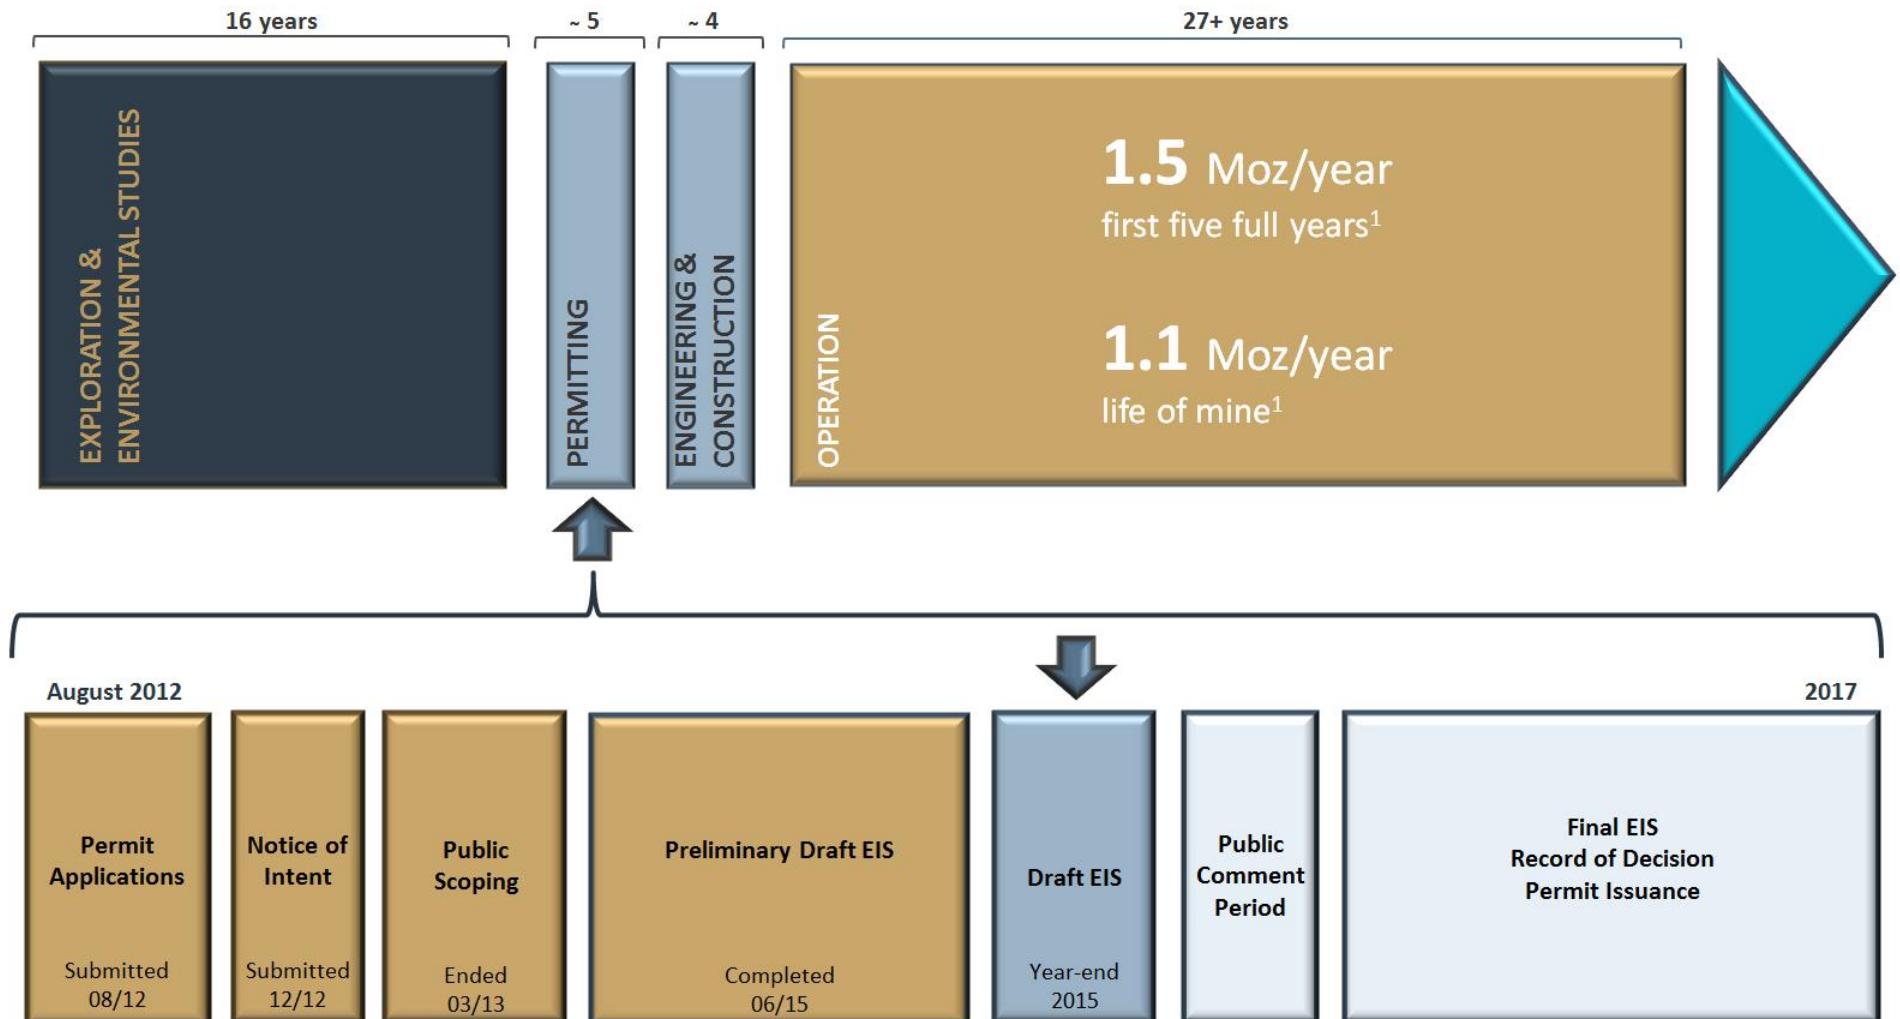 16 years
~ 5
~ 4
27+ years
EXPLORATION &
ENVIRONMENTAL STUDIES
PERMITTING
ENGINEERING &
CONSTRUCTION
OPERATION
1.5 Moz/year
first five full years¹
1.1 Moz/year
life of mine¹
August 2012
2017
Permit
Applications
Submitted
08/12
Notice of
Intent
Submitted
12/12
Public
Scoping
Ended
03/13
Preliminary Draft EIS
Completed
06/15
Draft EIS
Year-end
2015
Public
Comment
Period
Final EIS
Record of Decision
Permit Issuance